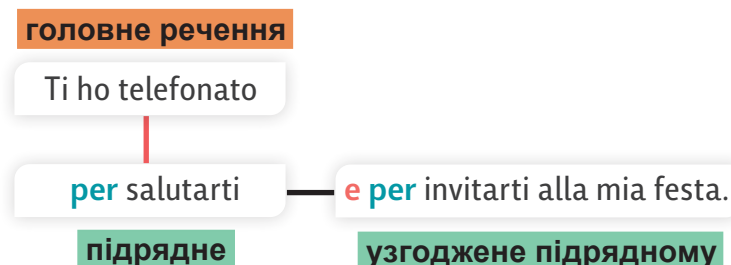 головне речення
Ti ho telefonato
per salutarti
e per invitarti alla mia festa.
підрядне
узгоджене підрядному